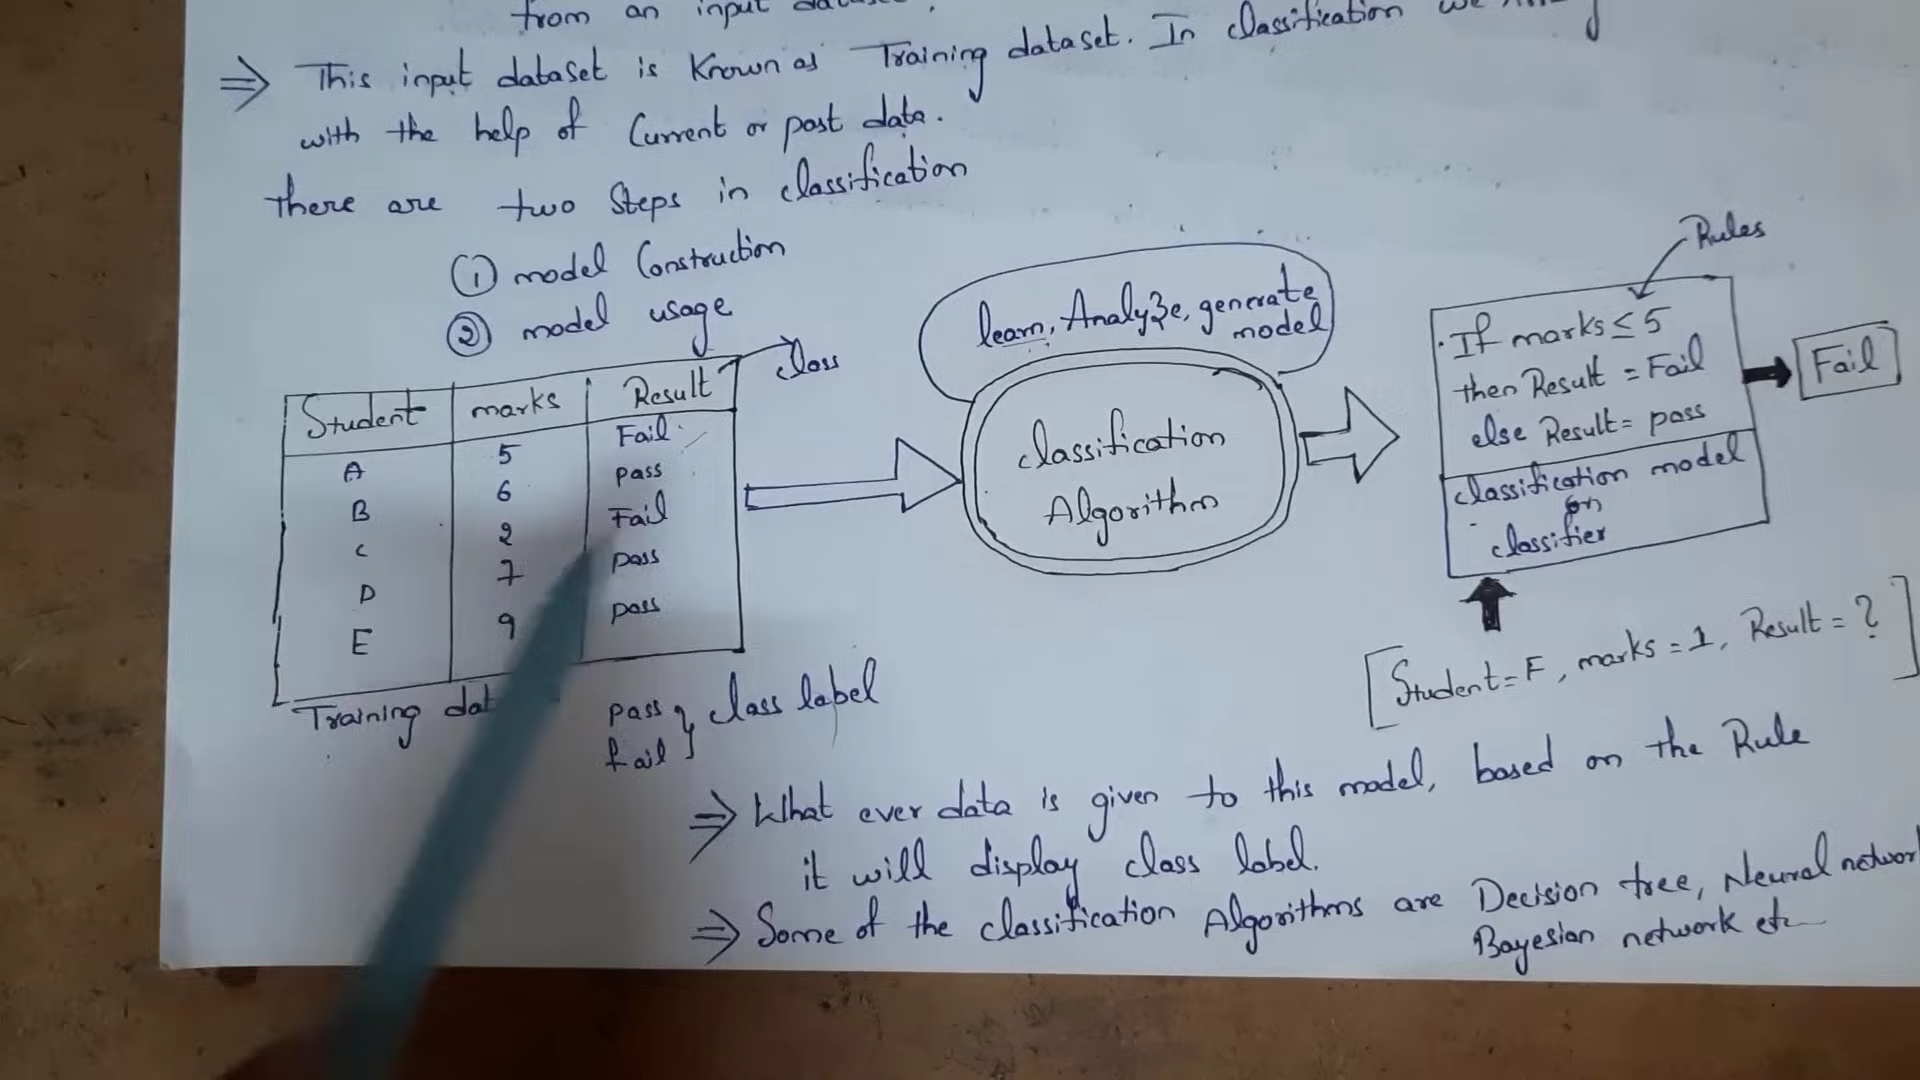 from an input
⇒ This input dataset is known as Training dataset. In classification we
with the help of Current or past data.
there are two Steps in classification
① model Construction
② model usage
class
Student marks Result
A 5 Fail
B 6 pass
C 2 Fail
D 7 pass
E 9 pass
Training
pass } class label
fail
learn, Analyze, generate
model
classification
Algorithm
Rules
. If marks ≤ 5
then Result = Fail
else Result = pass
classification model
or
classifier
Fail
[Student = F, marks = 1, Result = ?]
⇒ What ever data is given to this model, based on the Rule
it will display class label.
⇒ Some of the classification Algorithms are Decision tree, Neural networ
Bayesian network etc